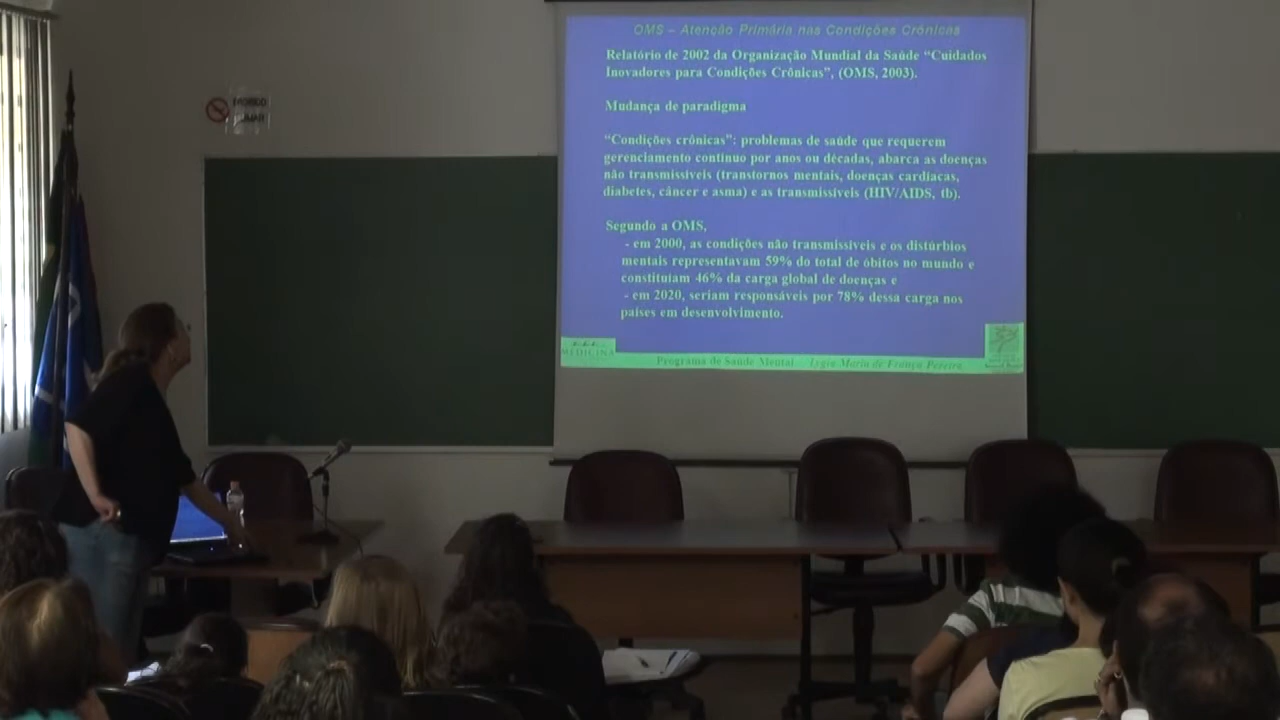 PROIBIDO
FUMAR
OMS – Atenção Primária nas Condições Crônicas
Relatório de 2002 da Organização Mundial da Saúde “Cuidados
Inovadores para Condições Crônicas”, (OMS, 2003).
Mudança de paradigma
“Condições crônicas”: problemas de saúde que requerem
gerenciamento contínuo por anos ou décadas, abarca as doenças
não transmissíveis (transtornos mentais, doenças cardíacas,
diabetes, câncer e asma) e as transmissíveis (HIV/AIDS, tb).
Segundo a OMS,
- em 2000, as condições não transmissíveis e os distúrbios
mentais representavam 59% do total de óbitos no mundo e
constituíam 46% da carga global de doenças e
- em 2020, seriam responsáveis por 78% dessa carga nos
países em desenvolvimento.
MEDICINA
Programa de Saúde Mental Lygia Maria de França Pereira